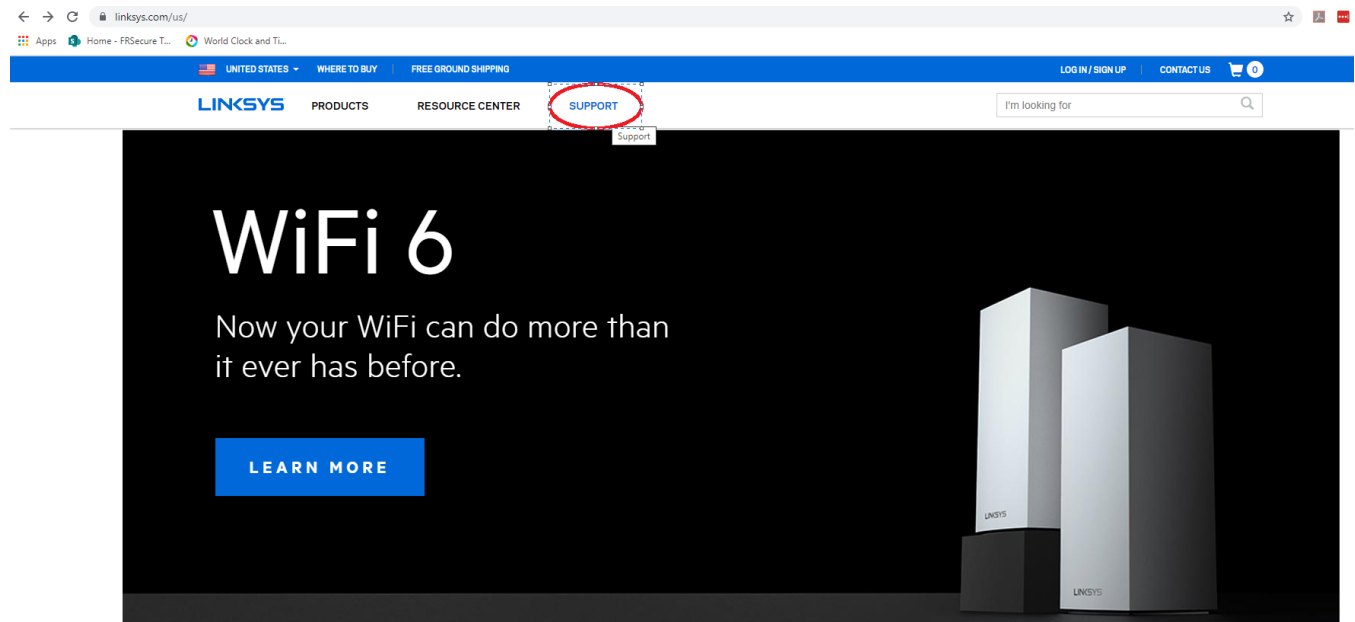 linksys.com/us/
Apps Home - FRSecure T... World Clock and Ti...
UNITED STATES WHERE TO BUY FREE GROUND SHIPPING LOG IN / SIGN UP CONTACT US 0
LINKSYS PRODUCTS RESOURCE CENTER SUPPORT I'm looking for
Support
WiFi 6
Now your WiFi can do more than
it ever has before.
LEARN MORE
LINKSYS
LINKSYS